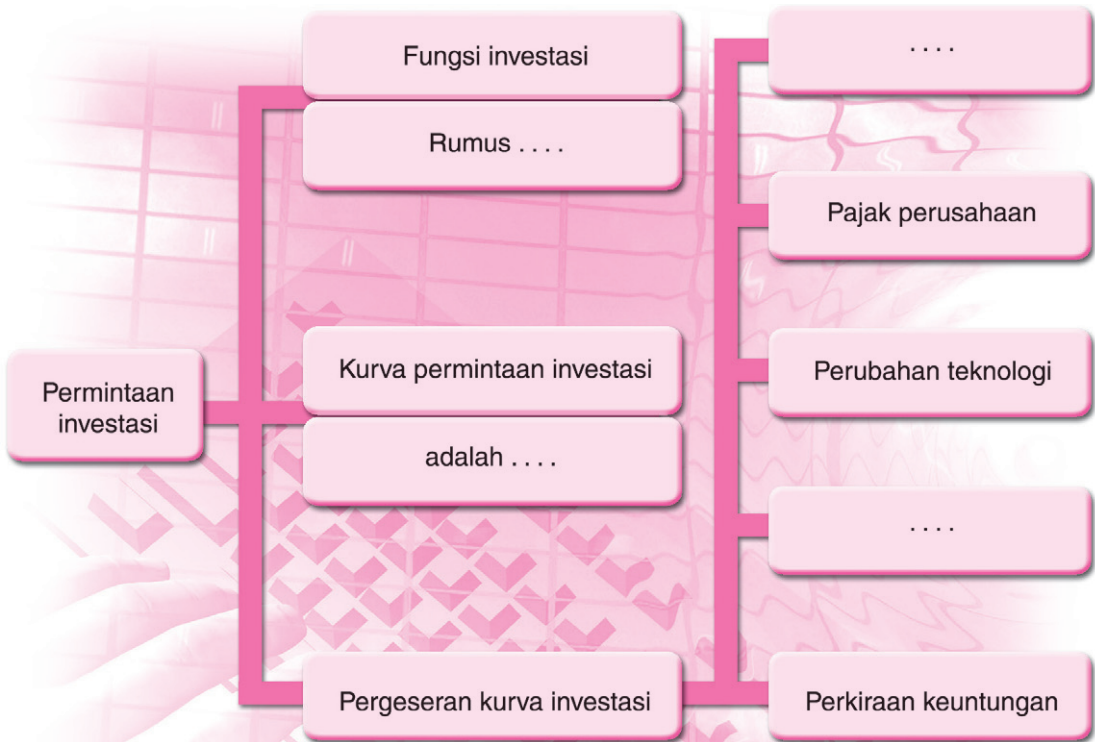 Permintaan
investasi
Fungsi investasi
Rumus . . . .
Kurva permintaan investasi
adalah . . . .
Pergeseran kurva investasi
. . . .
Pajak perusahaan
Perubahan teknologi
. . . .
Perkiraan keuntungan